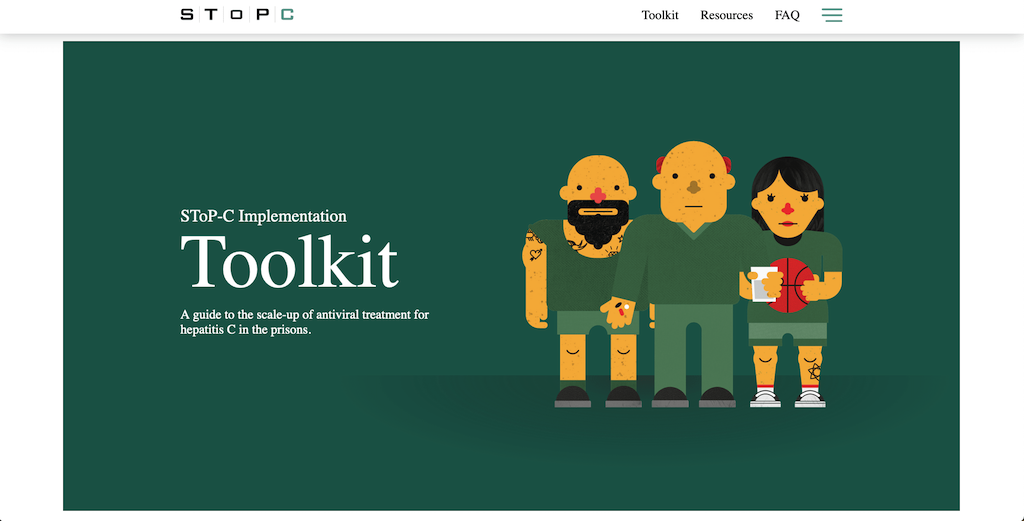 SToPC
Toolkit Resources FAQ
SToP-C Implementation
Toolkit
A guide to the scale-up of antiviral treatment for
hepatitis C in the prisons.